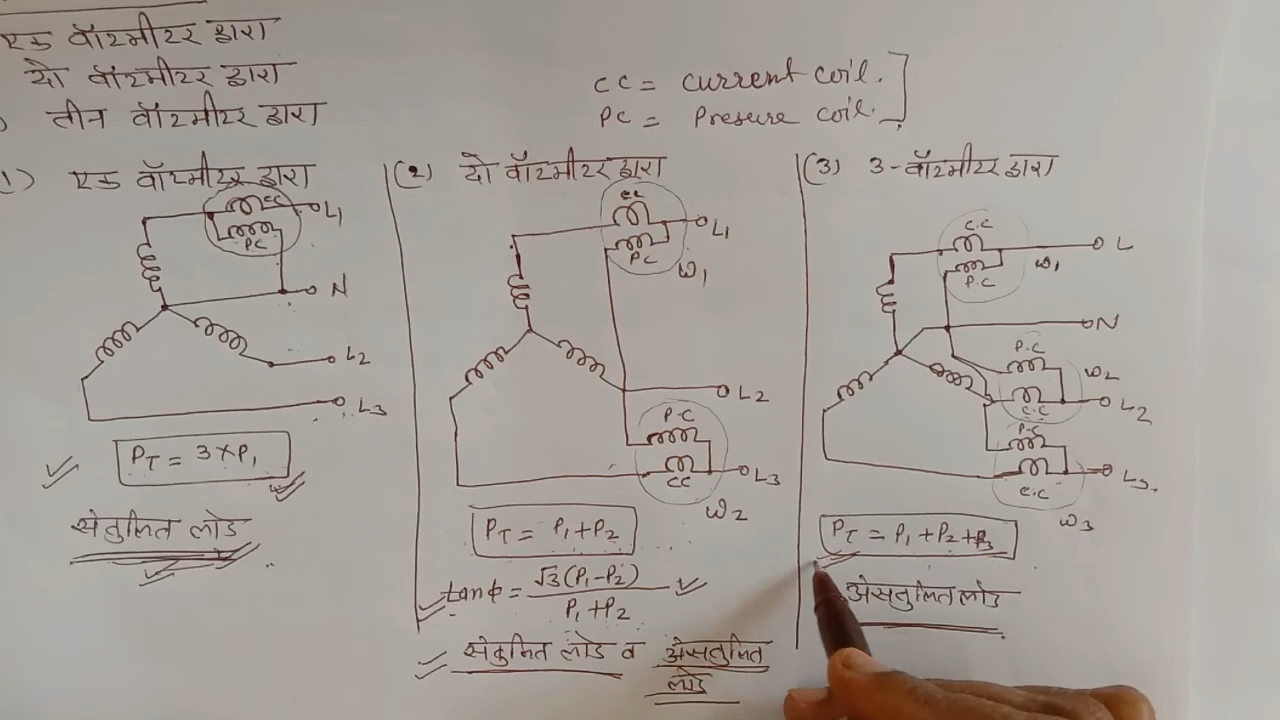 एक वॉटमीटर द्वारा
दो वॉटमीटर द्वारा
) तीन वॉटमीटर द्वारा
CC = Current coil.
PC = Presure coil.
1) एक वॉटमीटर द्वारा
CC
L1
PC
N
L2
L3
PT = 3×P1
संतुलित लोड
(2) दो वॉटमीटर द्वारा
CC
L1
PC
W1
L2
P.C
L3
CC
W2
PT = P1+P2
tanϕ = √3(P1-P2) / P1+P2
संतुलित लोड व असंतुलित
लोड
(3) 3-वॉटमीटर द्वारा
C.C
L
W1
P.C
N
P.C
W2
L2
C.C
P.C
L3.
C.C
W3
PT = P1+P2+P3
असंतुलित लोड